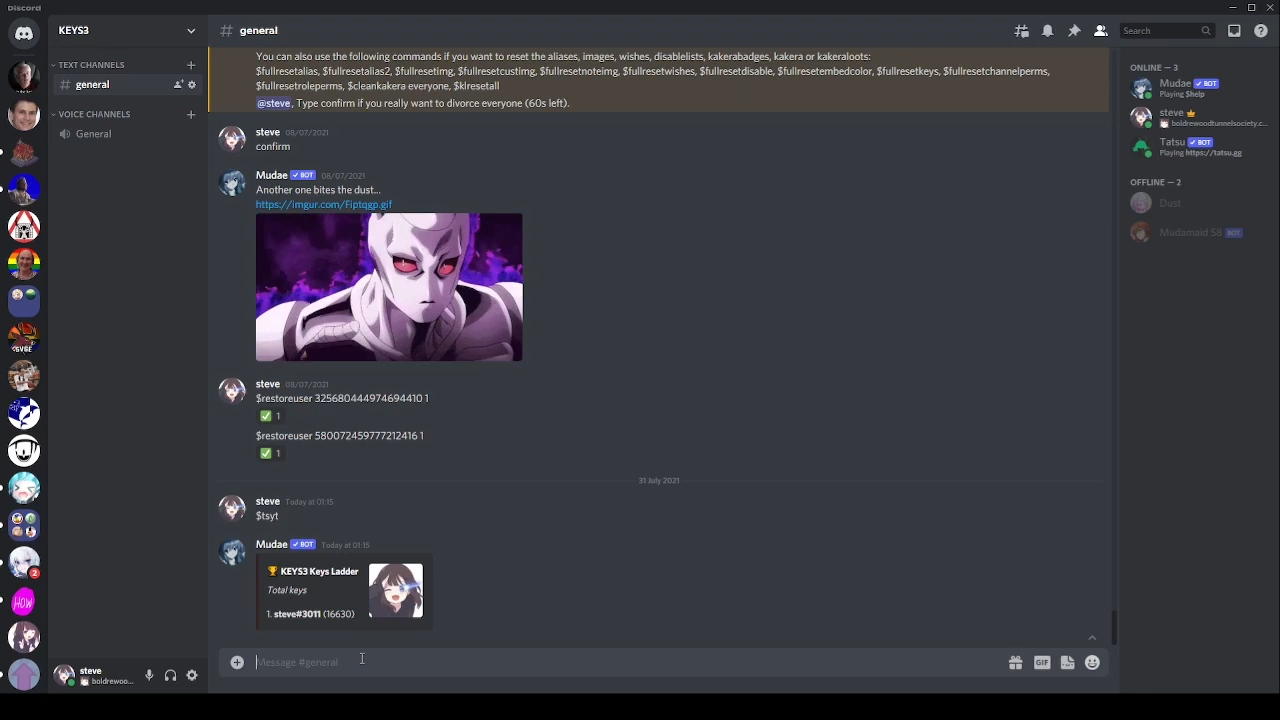 Discord
KEYS3
# general
Search
You can also use the following commands if you want to reset the aliases, images, wishes, disablelists, kakerabadges, kakera or kakeraloots:
$fullresetalias, $fullresetalias2, $fullresetimg, $fullresetcustimg, $fullresetnoteimg, $fullresetwishes, $fullresetdisable, $fullresetembedcolor, $fullresetkeys, $fullresetchannelperms,
$fullresetroleperms, $cleankakera everyone, $klresetall
@steve, Type confirm if you really want to divorce everyone (60s left).
TEXT CHANNELS
# general
VOICE CHANNELS
General
steve 08/07/2021
confirm
Mudae BOT 08/07/2021
Another one bites the dust...
https://imgur.com/Fiptqgp.gif
steve 08/07/2021
$restoreuser 325680444974694410 1
1
$restoreuser 580072459777212416 1
1
31 July 2021
steve Today at 01:15
$tsyt
Mudae BOT Today at 01:15
KEYS3 Keys Ladder
Total keys
1. steve#3011 (16630)
Message #general
GIF
steve
boldrewoo...
2
HOW
ONLINE — 3
Mudae BOT
Playing $help
steve
boldrewoodtunnelsociety.c...
Tatsu BOT
Playing https://tatsu.gg
OFFLINE — 2
Dust
Mudamaid 58 BOT